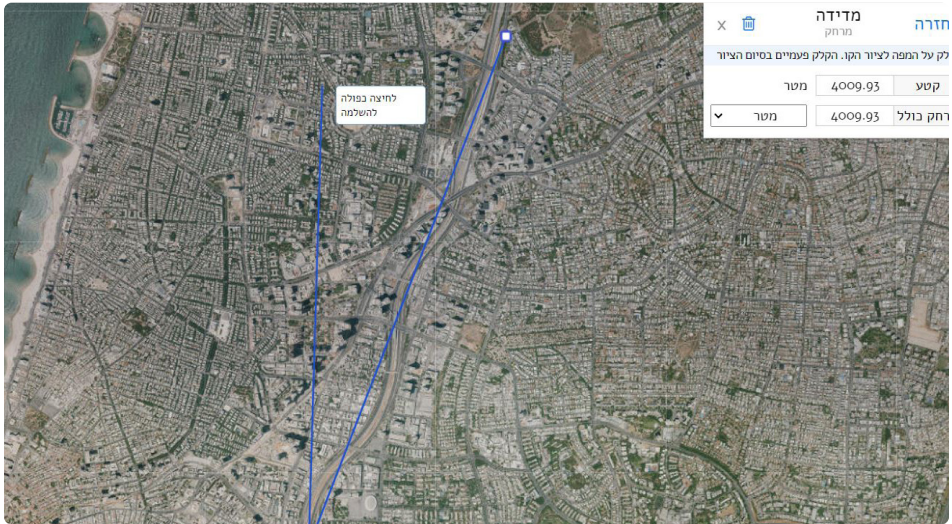 חזרה
מדידה
x
מרחק
לק על המפה לציור הקו. הקלק פעמיים בסיום הציור
קטע 4009.93 מטר
רחק כולל 4009.93 מטר
לחיצה כפולה
להשלמה